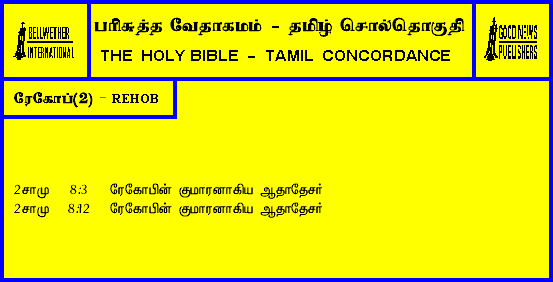 BELLWETHER
INTERNATIONAL
பரிசுத்த வேதாகமம் - தமிழ் சொல்தொகுதி
THE HOLY BIBLE - TAMIL CONCORDANCE
GOOD NEWS
PUBLISHERS
ரேகோப்(2) - REHOB
2சாமு 8:3 ரேகோபின் குமாரனாகிய ஆதாதேசர்
2சாமு 8:12 ரேகோபின் குமாரனாகிய ஆதாதேசர்